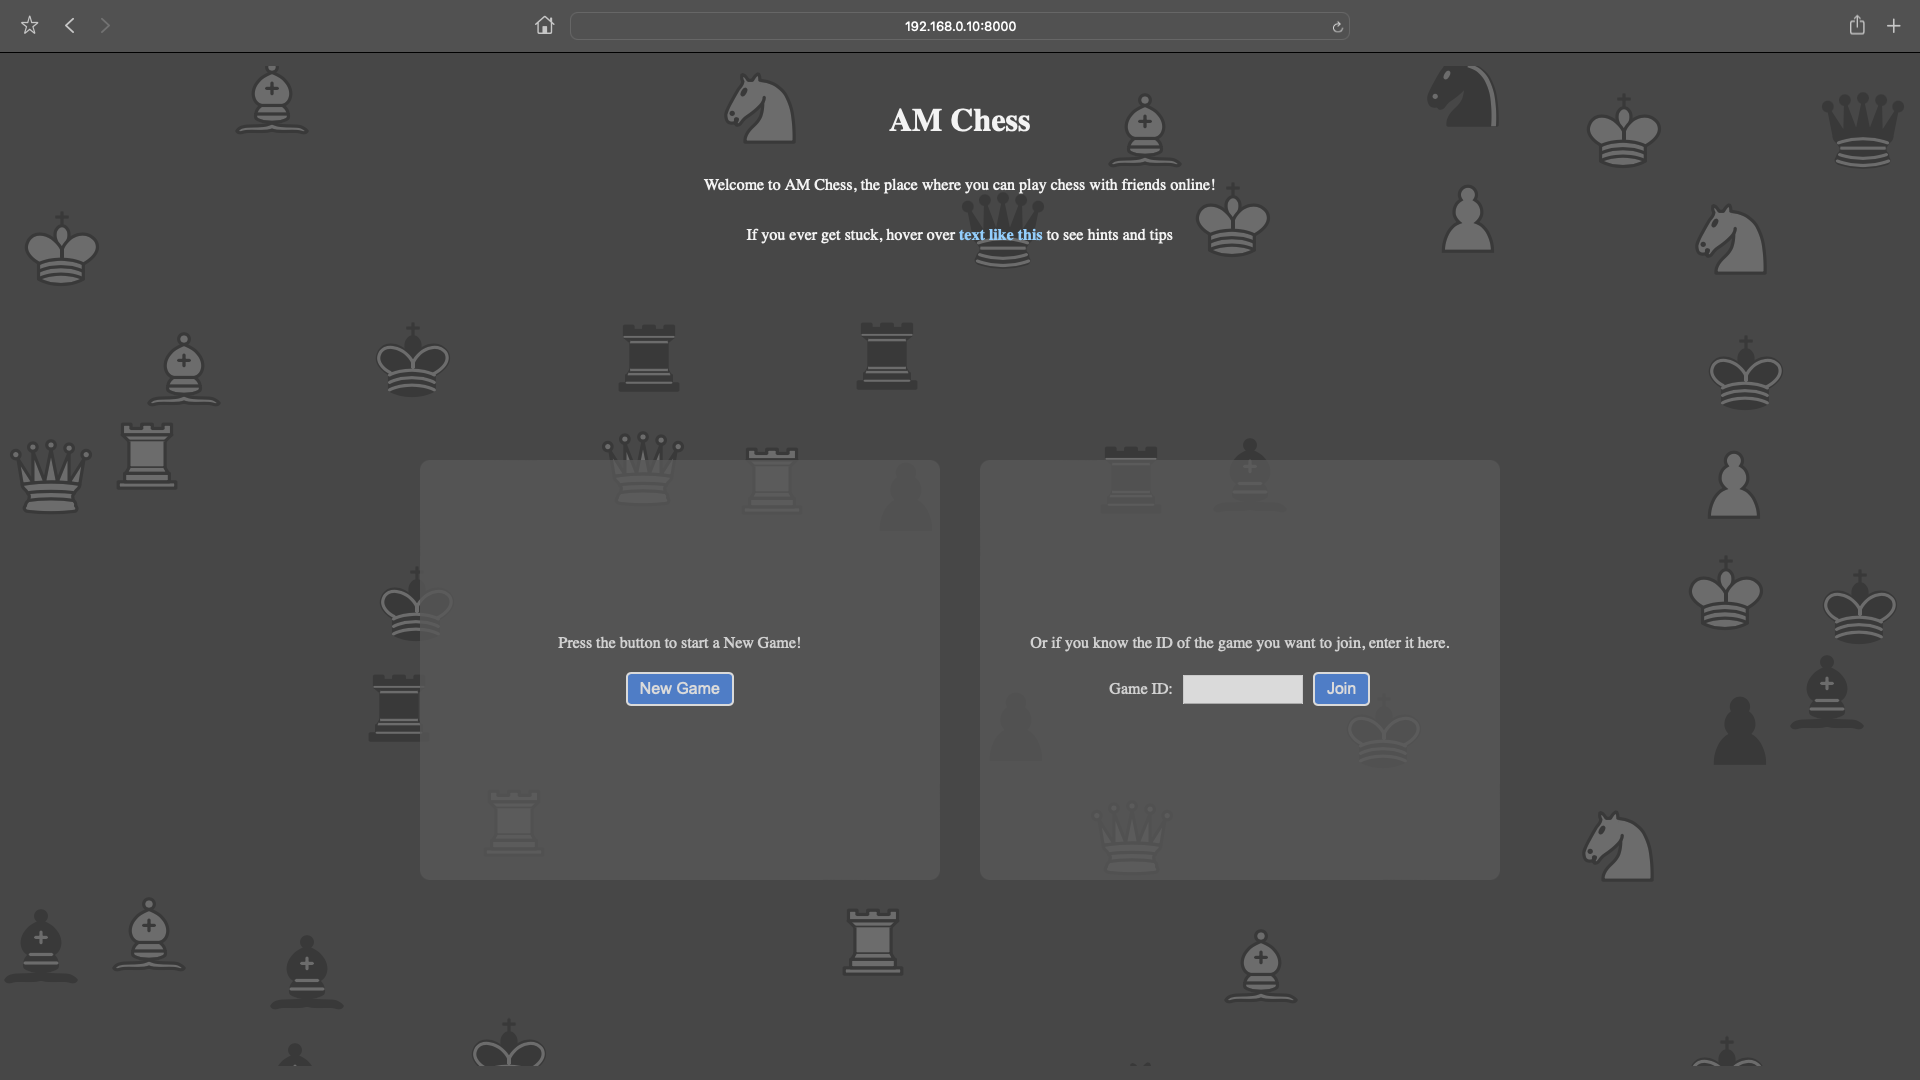 192.168.0.10:8000
AM Chess
Welcome to AM Chess, the place where you can play chess with friends online!
If you ever get stuck, hover over text like this to see hints and tips
Press the button to start a New Game!
New Game
Or if you know the ID of the game you want to join, enter it here.
Game ID:
Join